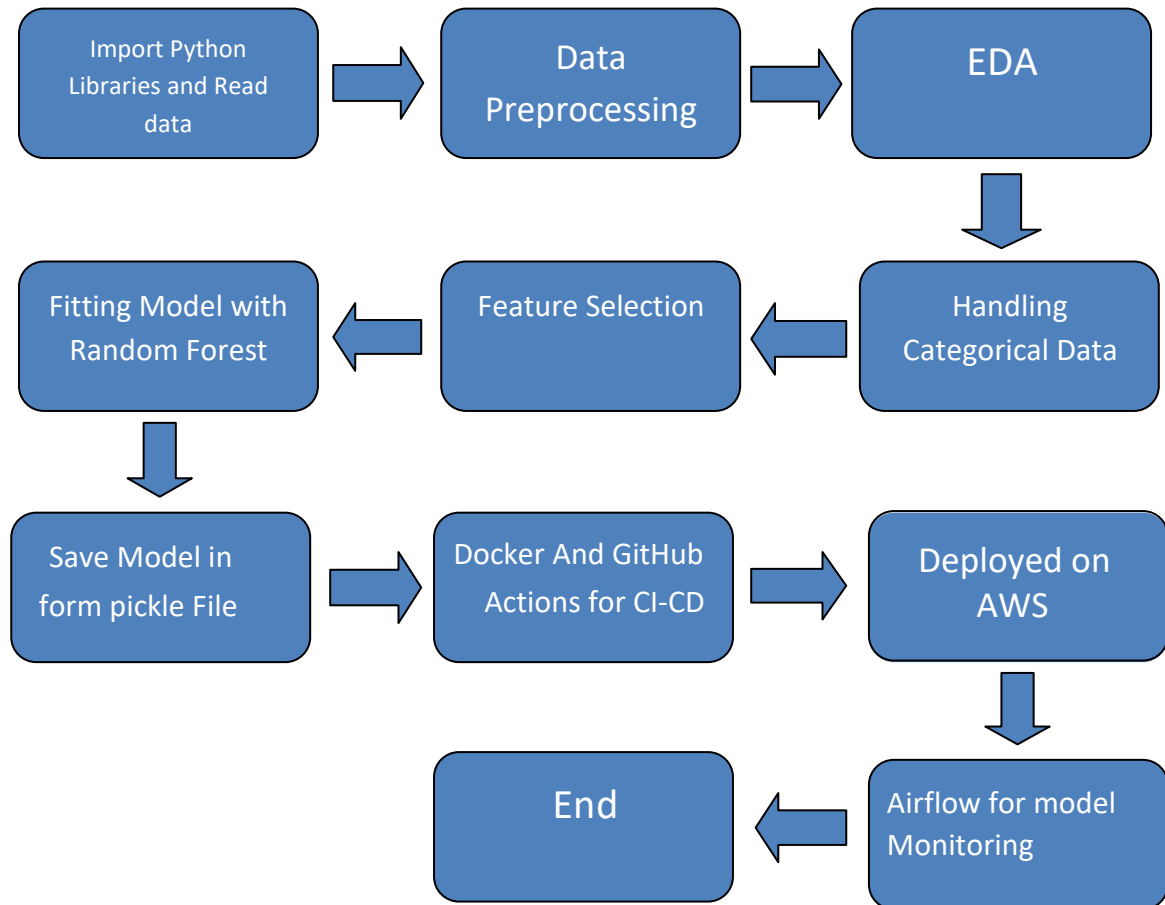 Import Python
Libraries and Read
data
Data
Preprocessing
EDA
Handling
Categorical Data
Feature Selection
Fitting Model with
Random Forest
Save Model in
form pickle File
Docker And GitHub
Actions for CI-CD
Deployed on
AWS
Airflow for model
Monitoring
End